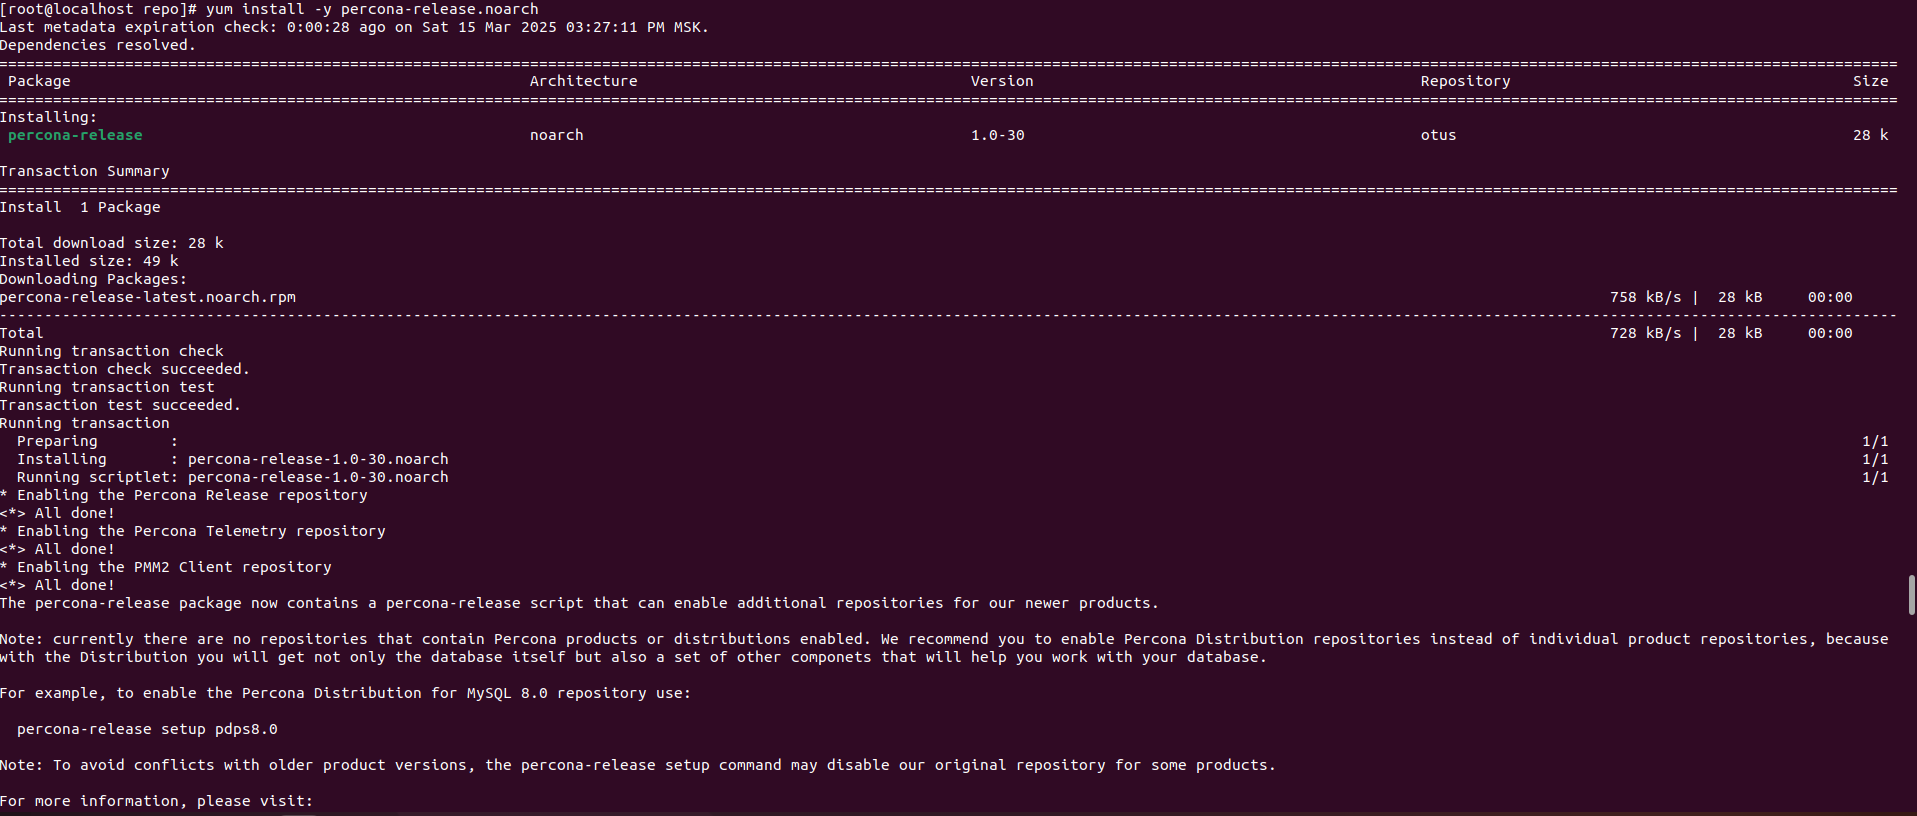 [root@localhost repo]# yum install -y percona-release.noarch
Last metadata expiration check: 0:00:28 ago on Sat 15 Mar 2025 03:27:11 PM MSK.
Dependencies resolved.
Package Architecture Version Repository Size
Installing:
percona-release noarch 1.0-30 otus 28 k
Transaction Summary
Install 1 Package
Total download size: 28 k
Installed size: 49 k
Downloading Packages:
percona-release-latest.noarch.rpm 758 kB/s | 28 kB 00:00
Total 728 kB/s | 28 kB 00:00
Running transaction check
Transaction check succeeded.
Running transaction test
Transaction test succeeded.
Running transaction
Preparing : 1/1
Installing : percona-release-1.0-30.noarch 1/1
Running scriptlet: percona-release-1.0-30.noarch 1/1
* Enabling the Percona Release repository
<*> All done!
* Enabling the Percona Telemetry repository
<*> All done!
* Enabling the PMM2 Client repository
<*> All done!
The percona-release package now contains a percona-release script that can enable additional repositories for our newer products.
Note: currently there are no repositories that contain Percona products or distributions enabled. We recommend you to enable Percona Distribution repositories instead of individual product repositories, because
with the Distribution you will get not only the database itself but also a set of other componets that will help you work with your database.
For example, to enable the Percona Distribution for MySQL 8.0 repository use:
percona-release setup pdps8.0
Note: To avoid conflicts with older product versions, the percona-release setup command may disable our original repository for some products.
For more information, please visit: